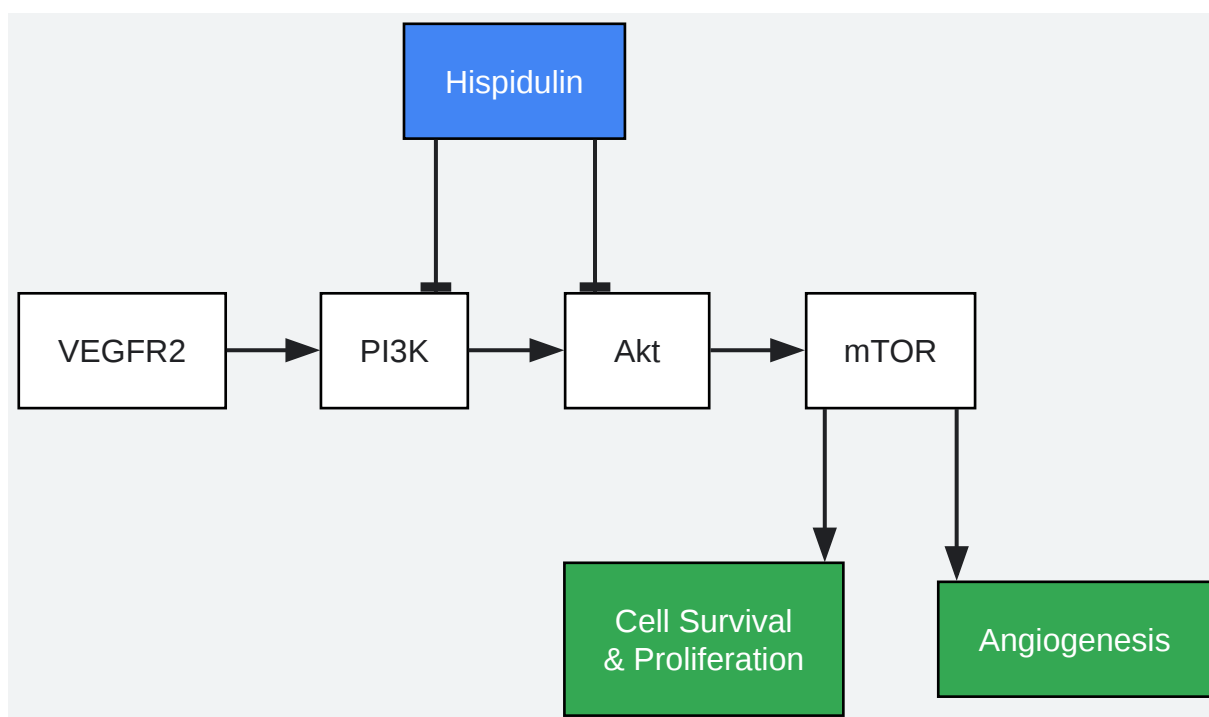 Hispidulin
VEGFR2
PI3K
Akt
mTOR
Cell Survival
& Proliferation
Angiogenesis